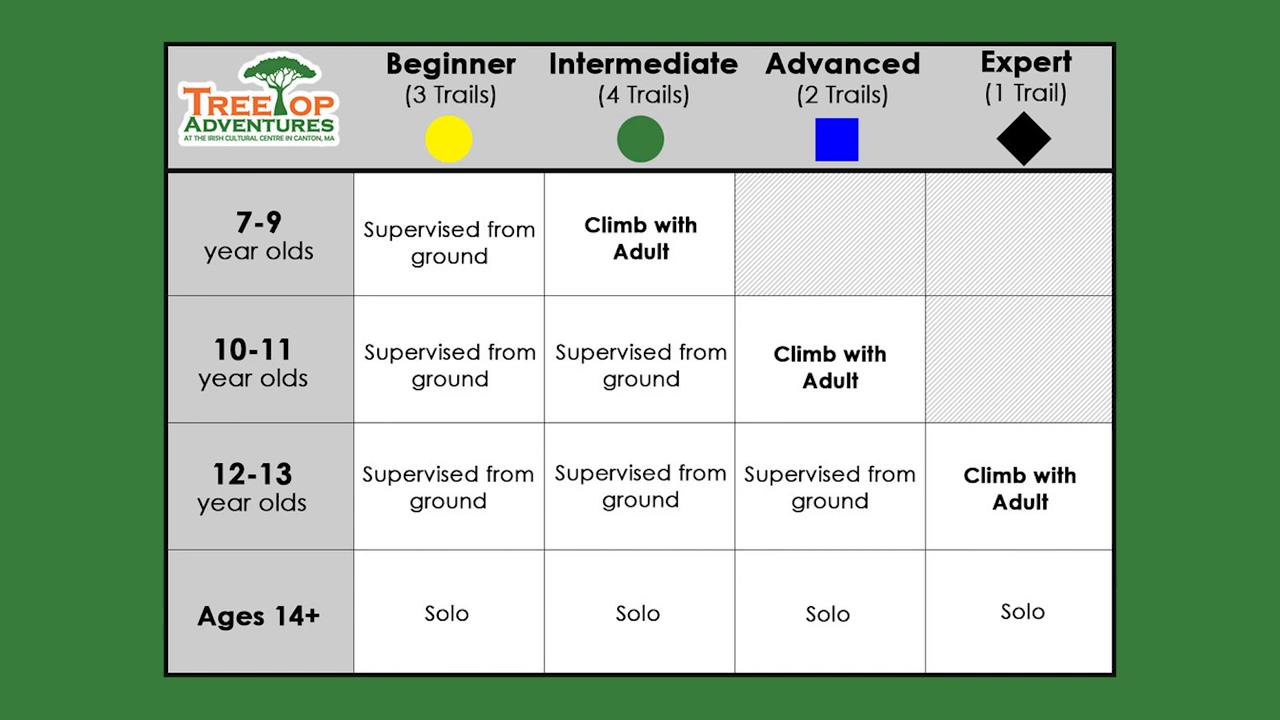 TREETOP
ADVENTURES
AT THE IRISH CULTURAL CENTRE IN CANTON, MA
Beginner
(3 Trails)
Intermediate
(4 Trails)
Advanced
(2 Trails)
Expert
(1 Trail)
7-9
year olds
Supervised from
ground
Climb with
Adult
10-11
year olds
Supervised from
ground
Supervised from
ground
Climb with
Adult
12-13
year olds
Supervised from
ground
Supervised from
ground
Supervised from
ground
Climb with
Adult
Ages 14+
Solo
Solo
Solo
Solo